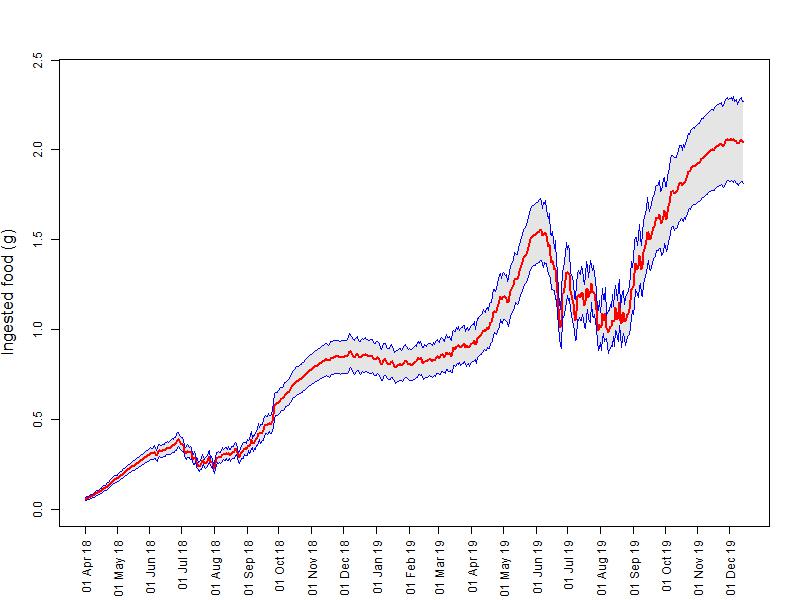 Ingested food (g)
2.5
2.0
1.5
1.0
0.5
0.0
01 Apr 18
01 May 18
01 Jun 18
01 Jul 18
01 Aug 18
01 Sep 18
01 Oct 18
01 Nov 18
01 Dec 18
01 Jan 19
01 Feb 19
01 Mar 19
01 Apr 19
01 May 19
01 Jun 19
01 Jul 19
01 Aug 19
01 Sep 19
01 Oct 19
01 Nov 19
01 Dec 19